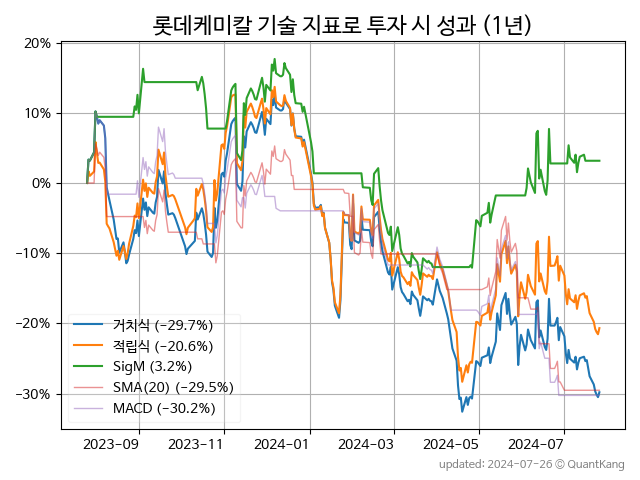 롯데케미칼 기술 지표로 투자 시 성과 (1년)
20%
10%
0%
−10%
−20%
−30%
거치식 (−29.7%)
적립식 (−20.6%)
SigM (3.2%)
SMA(20) (−29.5%)
MACD (−30.2%)
2023-09
2023-11
2024-01
2024-03
2024-05
2024-07
updated: 2024-07-26 © QuantKang